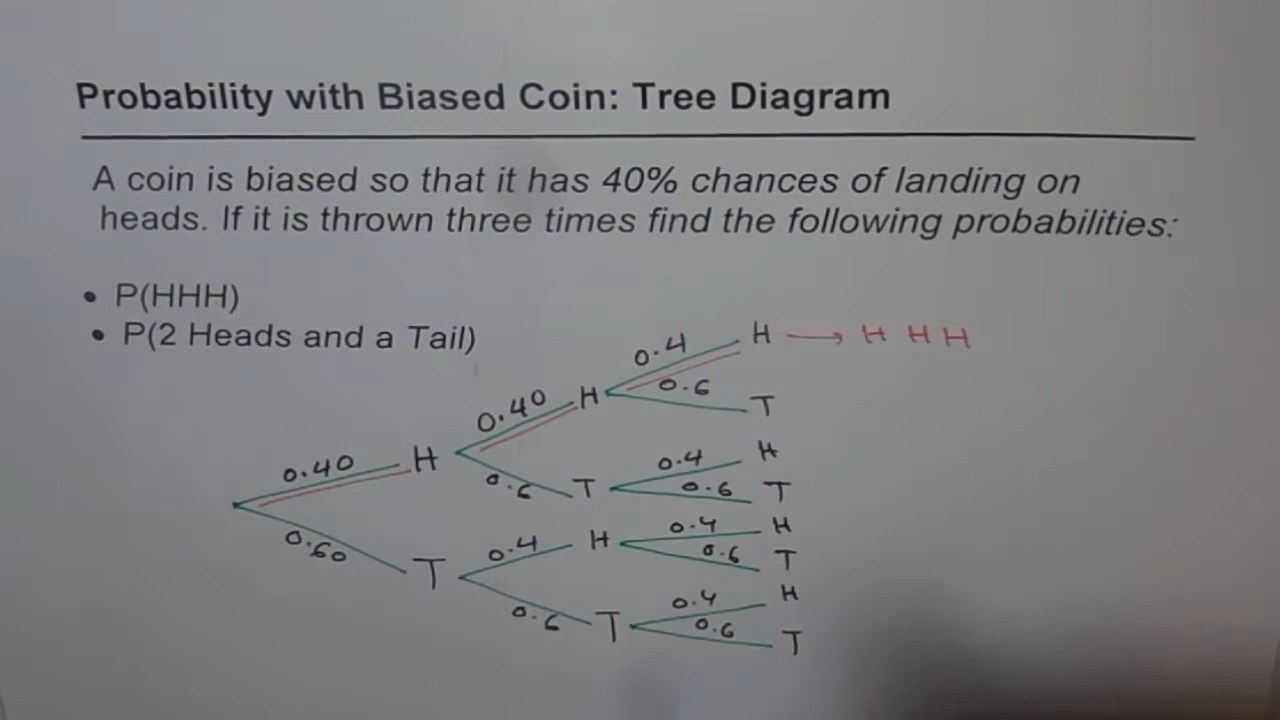 Probability with Biased Coin: Tree Diagram
A coin is biased so that it has 40% chances of landing on
heads. If it is thrown three times find the following probabilities:
• P(HHH)
• P(2 Heads and a Tail)
0.4 H → H H H
0.40 H 0.6 T
0.40 H 0.4 H
0.6 T 0.6 T
0.4 H 0.4 H
0.60 T 0.6 T
0.4 H
0.6 T 0.6 T